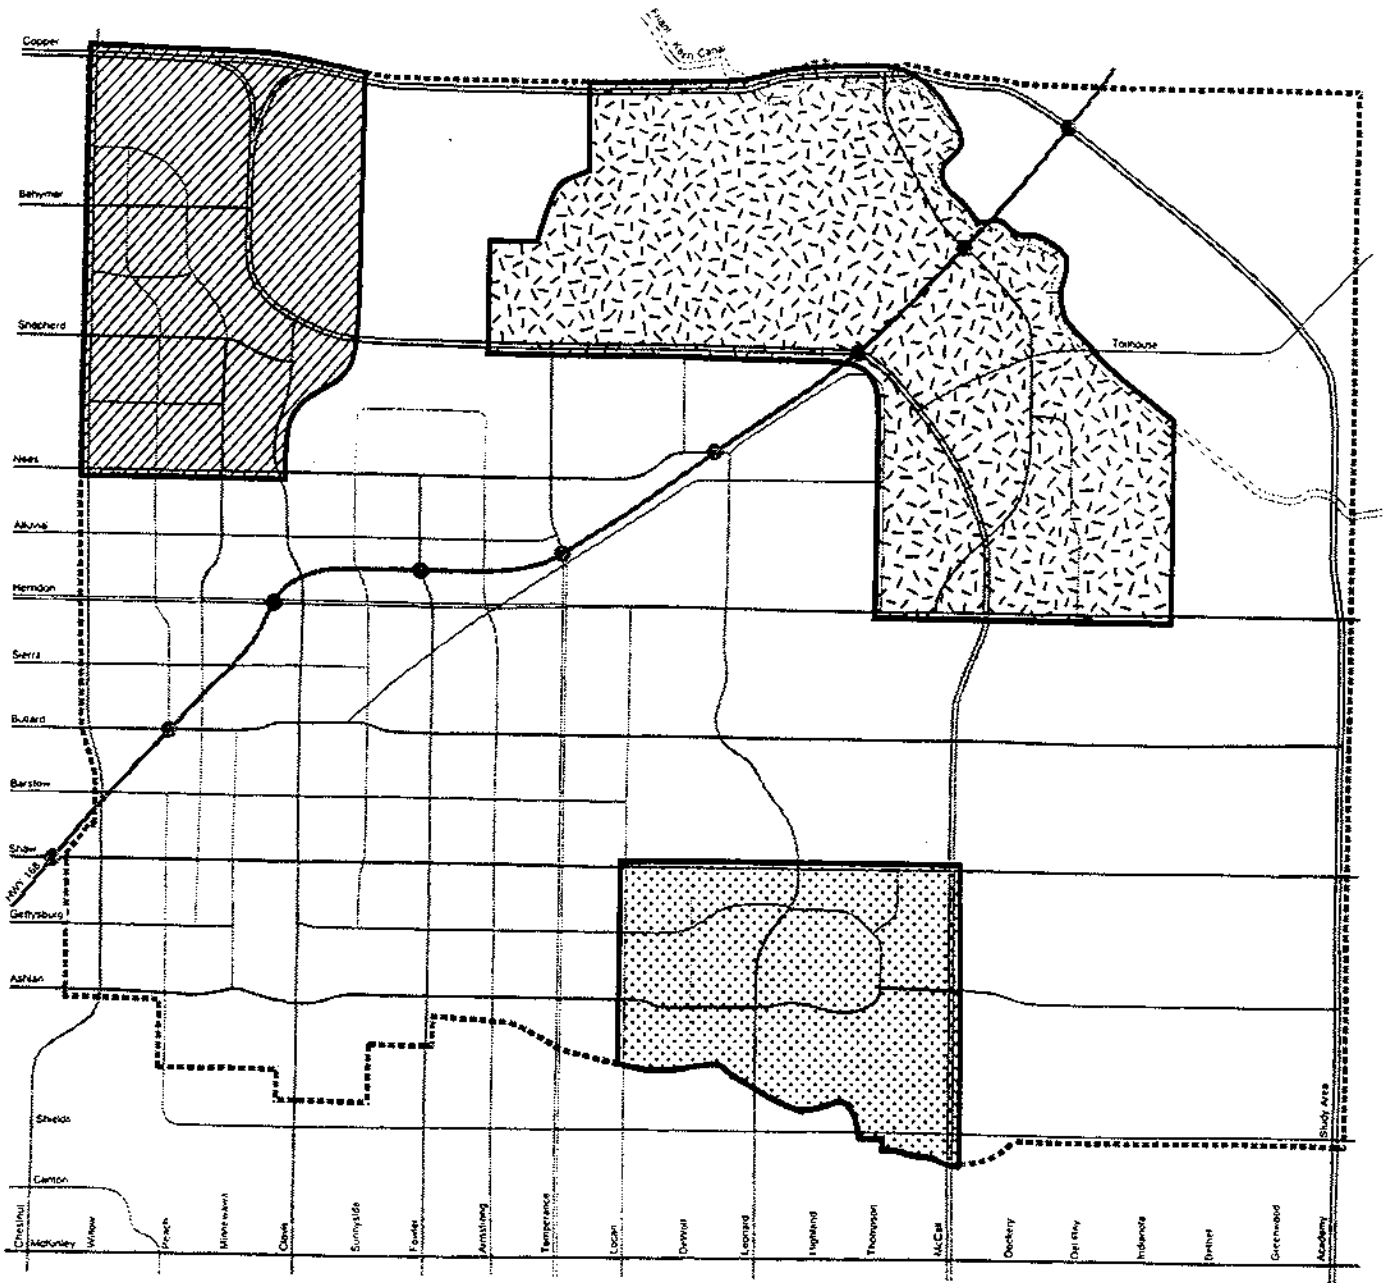 Copper
Friant Kern Canal
Behymer
Shepherd
Tollhouse
Nees
Alluvial
Herndon
Sierra
Bullard
Barstow
Shaw
HWY 168
Gettysburg
Ashlan
Shields
Study Area
Canton
McKinley
Chestnut
Willow
Peach
Minnewawa
Clovis
Sunnyside
Fowler
Armstrong
Temperance
Locan
DeWolf
Leonard
Highland
Thompson
McCall
Dockery
Del Rey
Indianola
Bethel
Greenwood
Academy